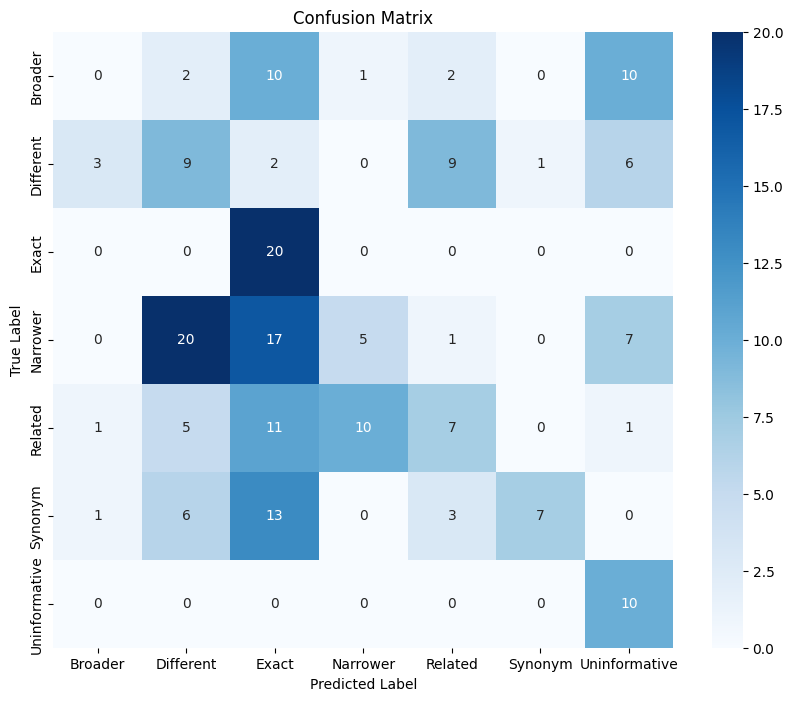 Confusion Matrix
True Label
Broader 0 2 10 1 2 0 10
Different 3 9 2 0 9 1 6
Exact 0 0 20 0 0 0 0
Narrower 0 20 17 5 1 0 7
Related 1 5 11 10 7 0 1
Synonym 1 6 13 0 3 7 0
Uninformative 0 0 0 0 0 0 10
Broader Different Exact Narrower Related Synonym Uninformative
Predicted Label
20.0
17.5
15.0
12.5
10.0
7.5
5.0
2.5
0.0